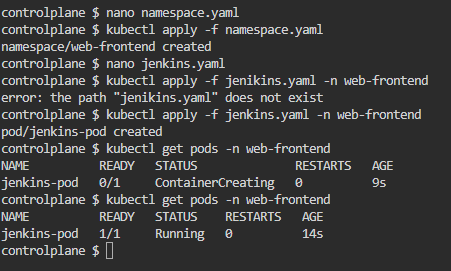 controlplane $ nano namespace.yaml
controlplane $ kubectl apply -f namespace.yaml
namespace/web-frontend created
controlplane $ nano jenkins.yaml
controlplane $ kubectl apply -f jenikins.yaml -n web-frontend
error: the path "jenikins.yaml" does not exist
controlplane $ kubectl apply -f jenkins.yaml -n web-frontend
pod/jenkins-pod created
controlplane $ kubectl get pods -n web-frontend
NAME          READY   STATUS              RESTARTS   AGE
jenkins-pod   0/1     ContainerCreating   0          9s
controlplane $ kubectl get pods -n web-frontend
NAME          READY   STATUS    RESTARTS   AGE
jenkins-pod   1/1     Running   0          14s
controlplane $